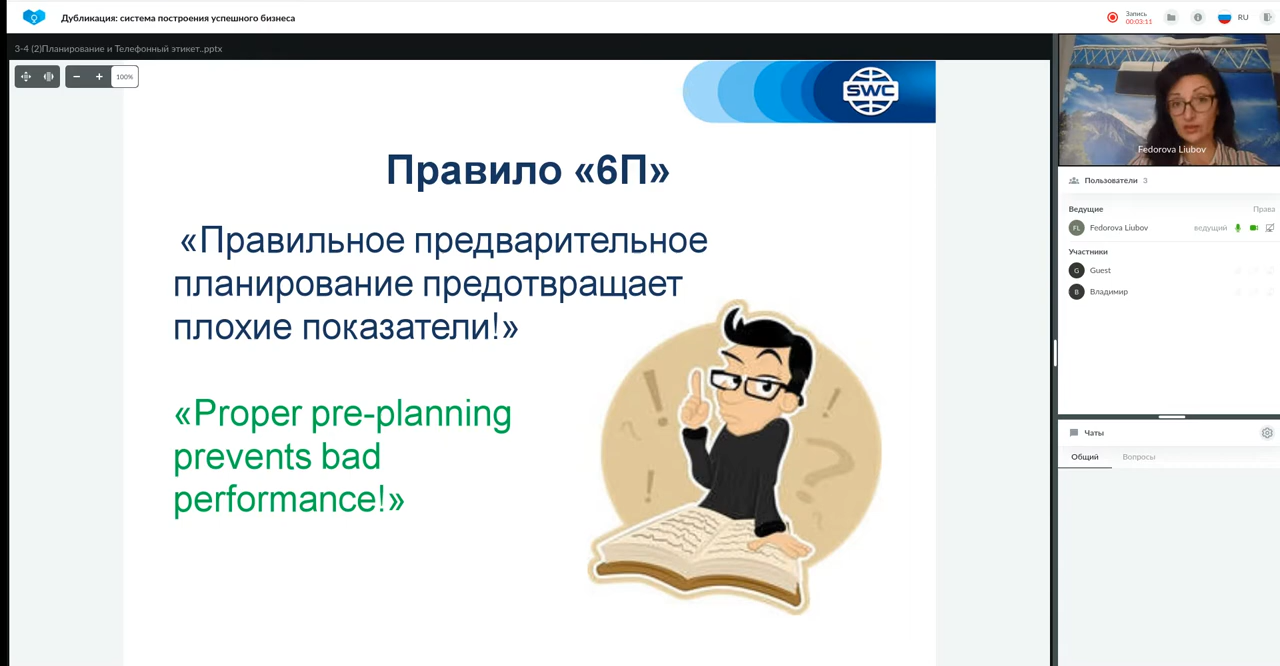 Дубликация: система построения успешного бизнеса
Запись
00:03:11
RU
3-4 (2)Планирование и Телефонный этикет..pptx
100%
SWC
Правило «6П»
«Правильное предварительное
планирование предотвращает
плохие показатели!»
«Proper pre-planning
prevents bad
performance!»
Fedorova Liubov
Пользователи 3
Ведущие Права
FL Fedorova Liubov ведущий
Участники
G Guest
В Владимир
Чаты
Общий Вопросы